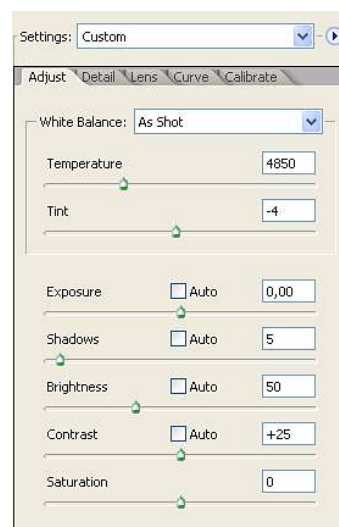 Settings: Custom
Adjust Detail Lens Curve Calibrate
White Balance: As Shot
Temperature 4850
Tint -4
Exposure Auto 0,00
Shadows Auto 5
Brightness Auto 50
Contrast Auto +25
Saturation 0